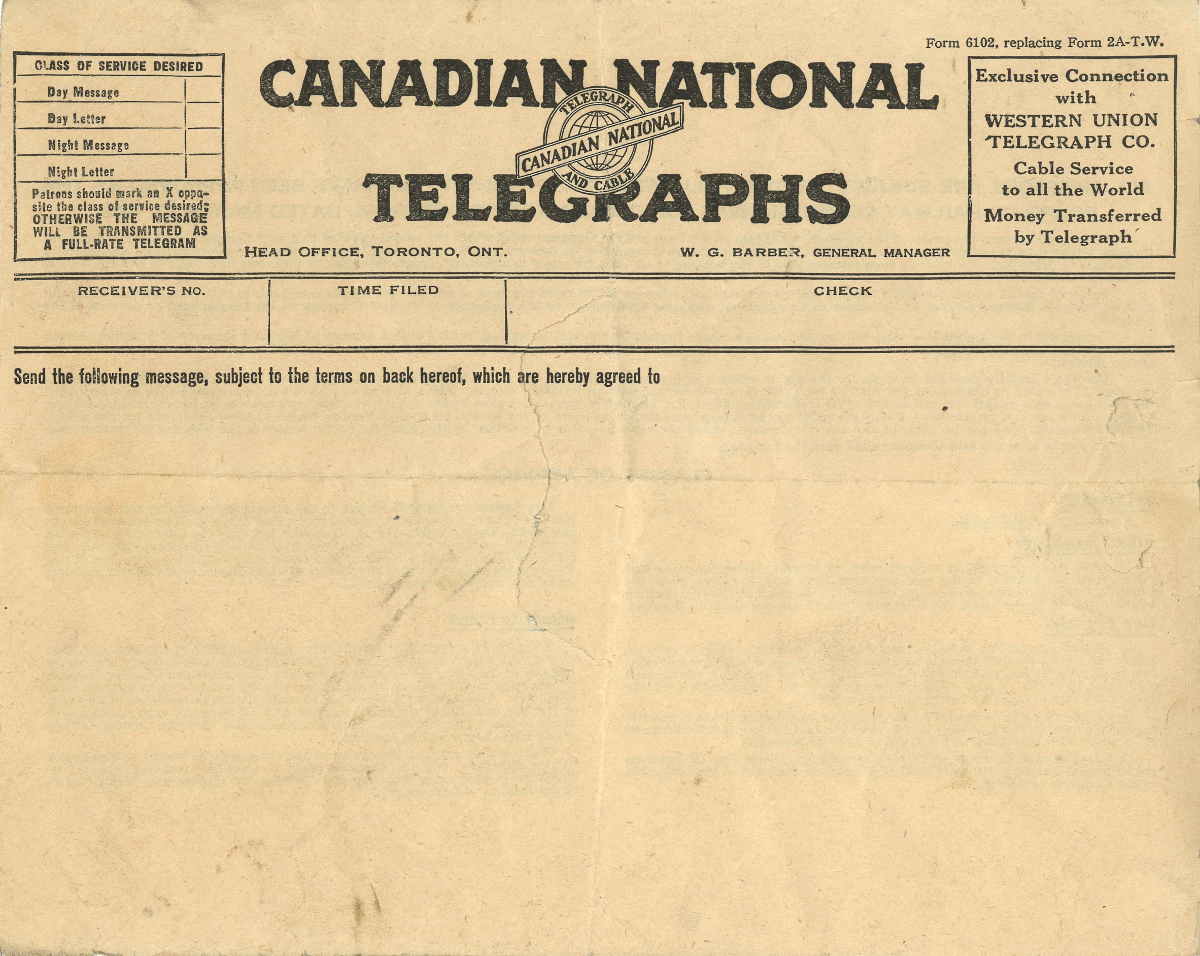 Form 6102, replacing Form 2A-T.W.
CLASS OF SERVICE DESIRED
Day Message
Day Letter
Night Message
Night Letter
Patrons should mark an X oppo-
site the class of service desired;
OTHERWISE THE MESSAGE
WILL BE TRANSMITTED AS
A FULL-RATE TELEGRAM
CANADIAN NATIONAL
TELEGRAPH
CANADIAN NATIONAL
AND CABLE
TELEGRAPHS
HEAD OFFICE, TORONTO, ONT.
W. G. BARBER, GENERAL MANAGER
Exclusive Connection
with
WESTERN UNION
TELEGRAPH CO.
Cable Service
to all the World
Money Transferred
by Telegraph
RECEIVER'S NO.
TIME FILED
CHECK
Send the following message, subject to the terms on back hereof, which are hereby agreed to